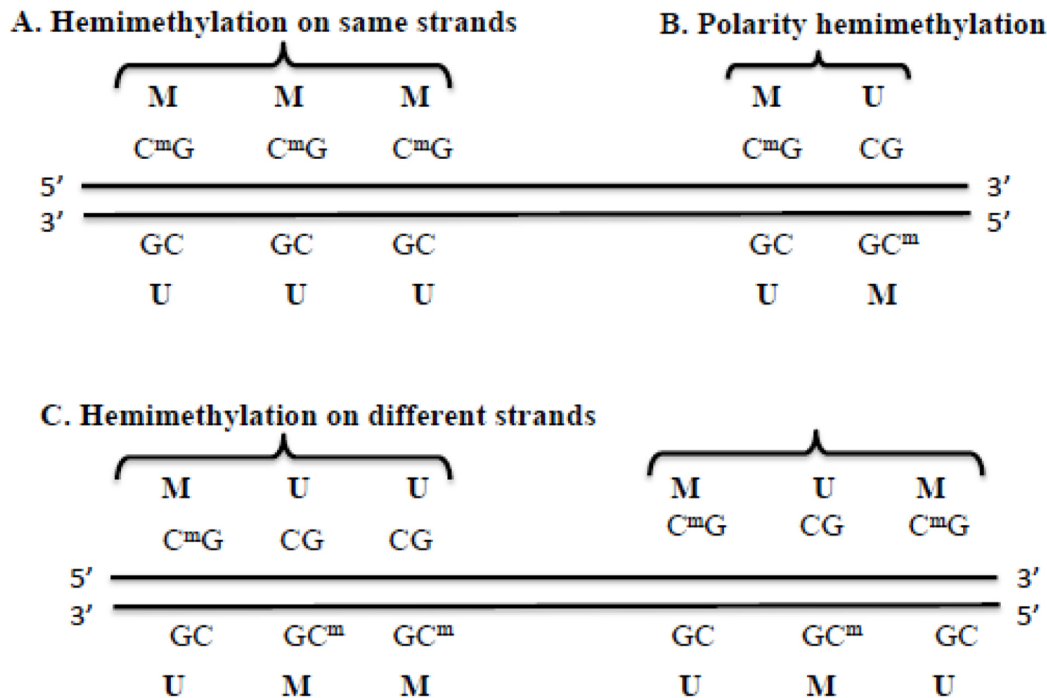 A. Hemimethylation on same strands B. Polarity hemimethylation
M M M M U
CᵐG CᵐG CᵐG CᵐG CG
5’ 3’
3’ 5’
GC GC GC GC GCᵐ
U U U U M
C. Hemimethylation on different strands
M U U M U M
CᵐG CG CG CᵐG CG CᵐG
5’ 3’
3’ 5’
GC GCᵐ GCᵐ GC GCᵐ GC
U M M U M U